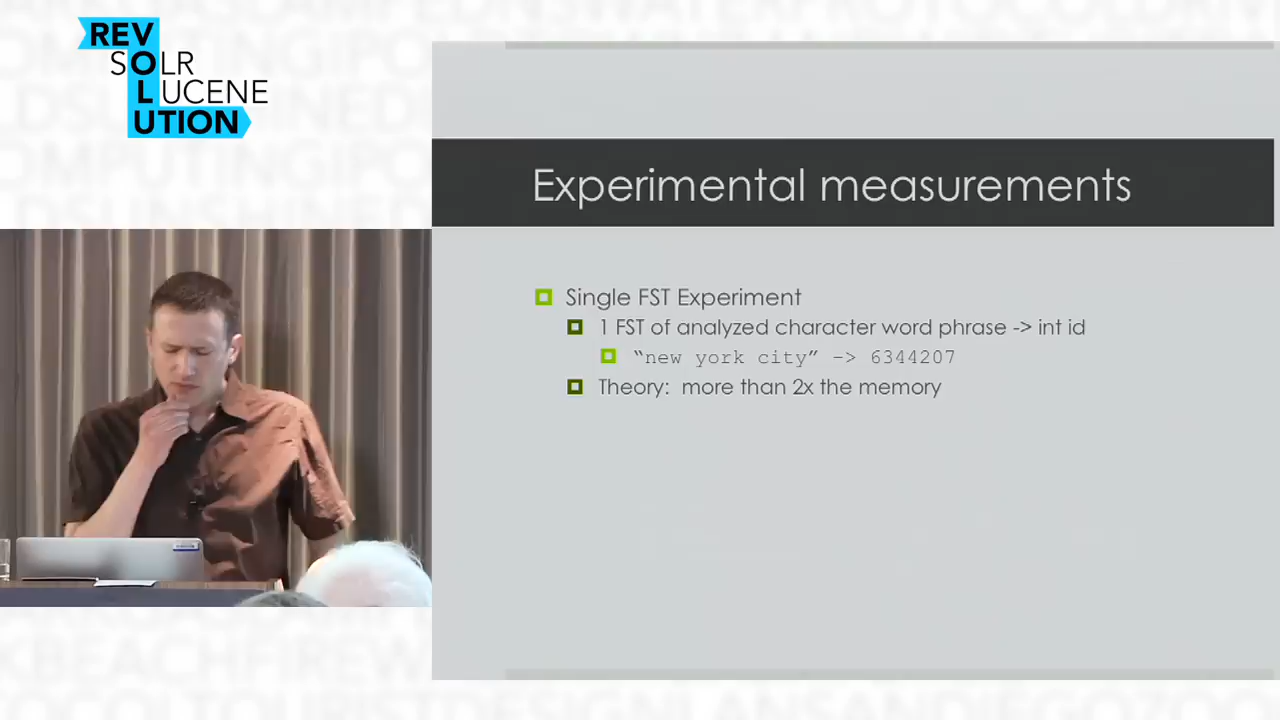 REV
SOLR
LUCENE
UTION
Experimental measurements
Single FST Experiment
1 FST of analyzed character word phrase -> int id
“new york city” -> 6344207
Theory: more than 2x the memory